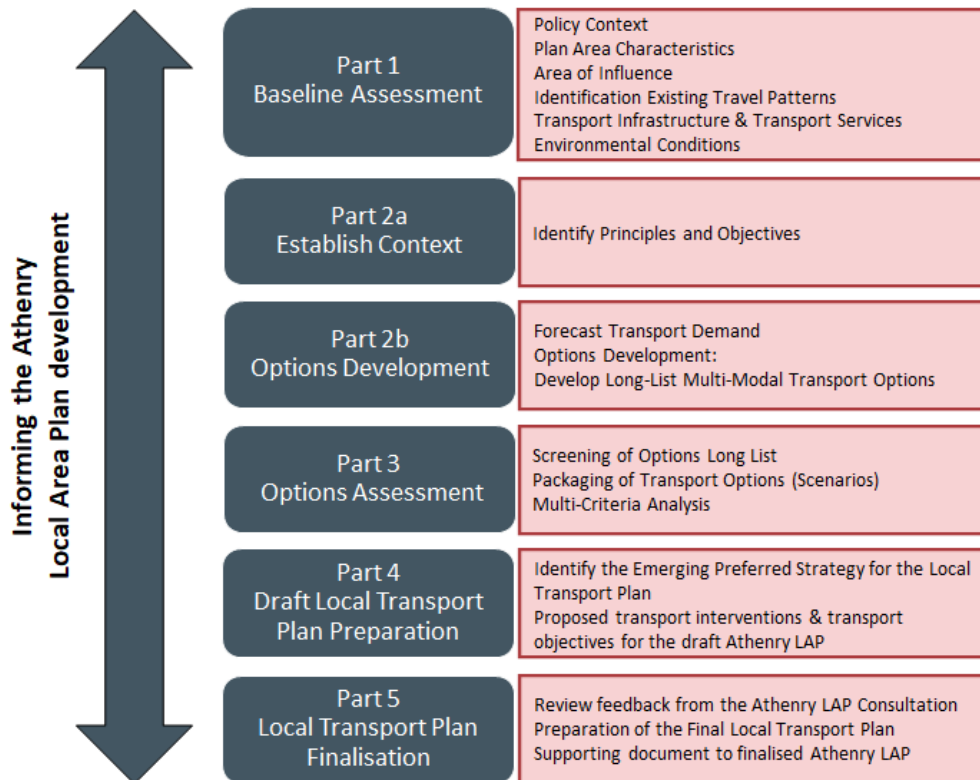 Informing the Athenry
Local Area Plan development
Part 1
Baseline Assessment
Policy Context
Plan Area Characteristics
Area of Influence
Identification Existing Travel Patterns
Transport Infrastructure & Transport Services
Environmental Conditions
Part 2a
Establish Context
Identify Principles and Objectives
Part 2b
Options Development
Forecast Transport Demand
Options Development:
Develop Long-List Multi-Modal Transport Options
Part 3
Options Assessment
Screening of Options Long List
Packaging of Transport Options (Scenarios)
Multi-Criteria Analysis
Part 4
Draft Local Transport
Plan Preparation
Identify the Emerging Preferred Strategy for the Local
Transport Plan
Proposed transport interventions & transport
objectives for the draft Athenry LAP
Part 5
Local Transport Plan
Finalisation
Review feedback from the Athenry LAP Consultation
Preparation of the Final Local Transport Plan
Supporting document to finalised Athenry LAP